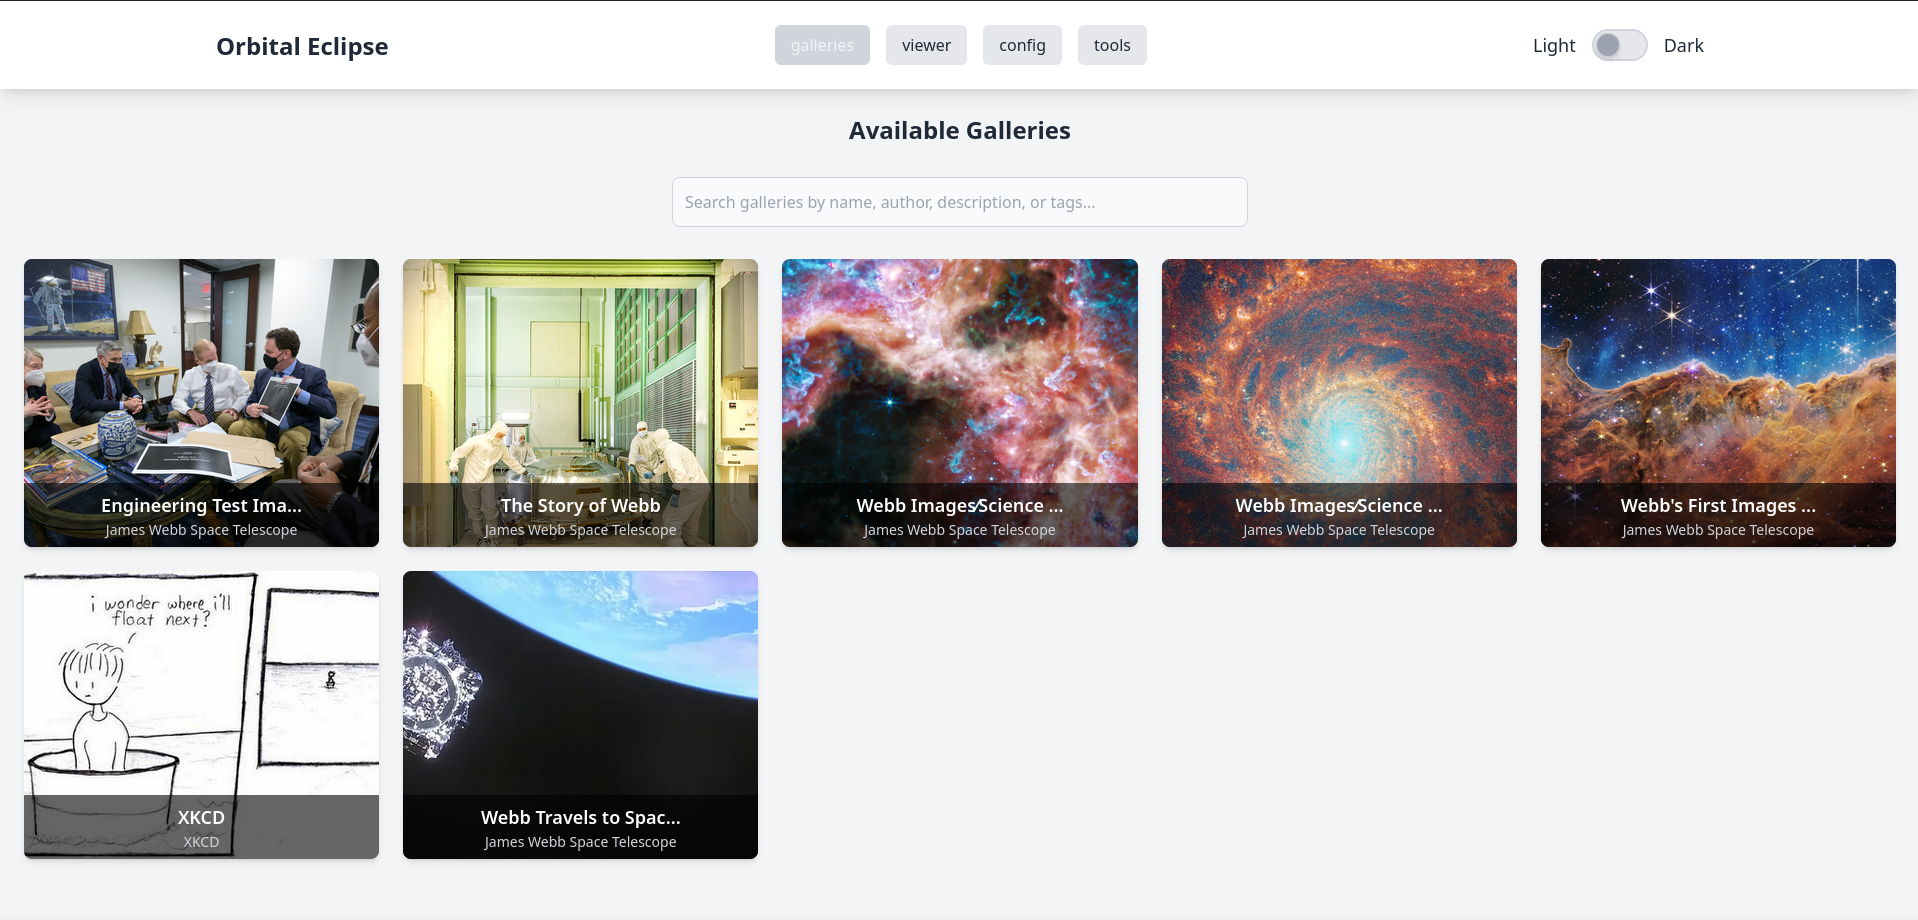 Orbital Eclipse
galleries viewer config tools
Light Dark
Available Galleries
Search galleries by name, author, description, or tags...
Engineering Test Ima...
James Webb Space Telescope
The Story of Webb
James Webb Space Telescope
Webb Images⁄Science ...
James Webb Space Telescope
Webb Images⁄Science ...
James Webb Space Telescope
Webb's First Images ...
James Webb Space Telescope
i wonder where i'll
float next?
XKCD
XKCD
Webb Travels to Spac...
James Webb Space Telescope